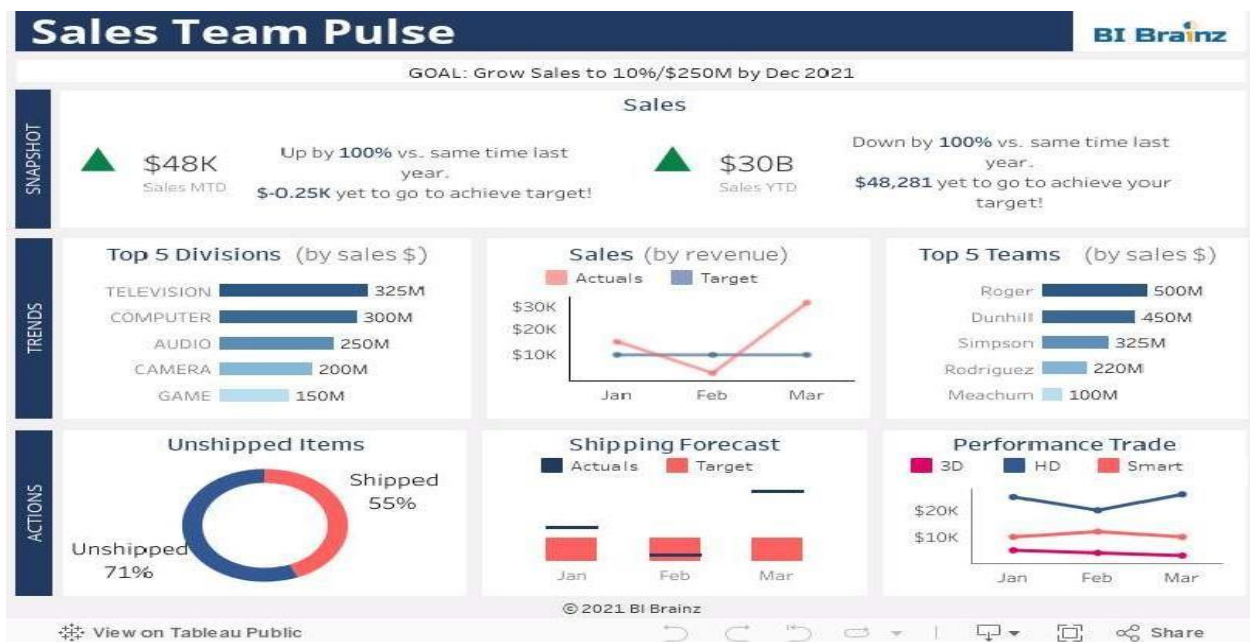 Sales Team Pulse
BI Brainz
GOAL: Grow Sales to 10%/$250M by Dec 2021
SNAPSHOT
Sales
$48K
Sales MTD
Up by 100% vs. same time last
year.
$-0.25K yet to go to achieve target!
$30B
Sales YTD
Down by 100% vs. same time last
year.
$48,281 yet to go to achieve your
target!
TRENDS
Top 5 Divisions (by sales $)
TELEVISION 325M
COMPUTER 300M
AUDIO 250M
CAMERA 200M
GAME 150M
Sales (by revenue)
Actuals Target
$30K
$20K
$10K
Jan Feb Mar
Top 5 Teams (by sales $)
Roger 500M
Dunhill 450M
Simpson 325M
Rodriguez 220M
Meachum 100M
ACTIONS
Unshipped Items
Shipped
55%
Unshipped
71%
Shipping Forecast
Actuals Target
Jan Feb Mar
Performance Trade
3D HD Smart
$20K
$10K
Jan Feb Mar
© 2021 BI Brainz
View on Tableau Public
Share